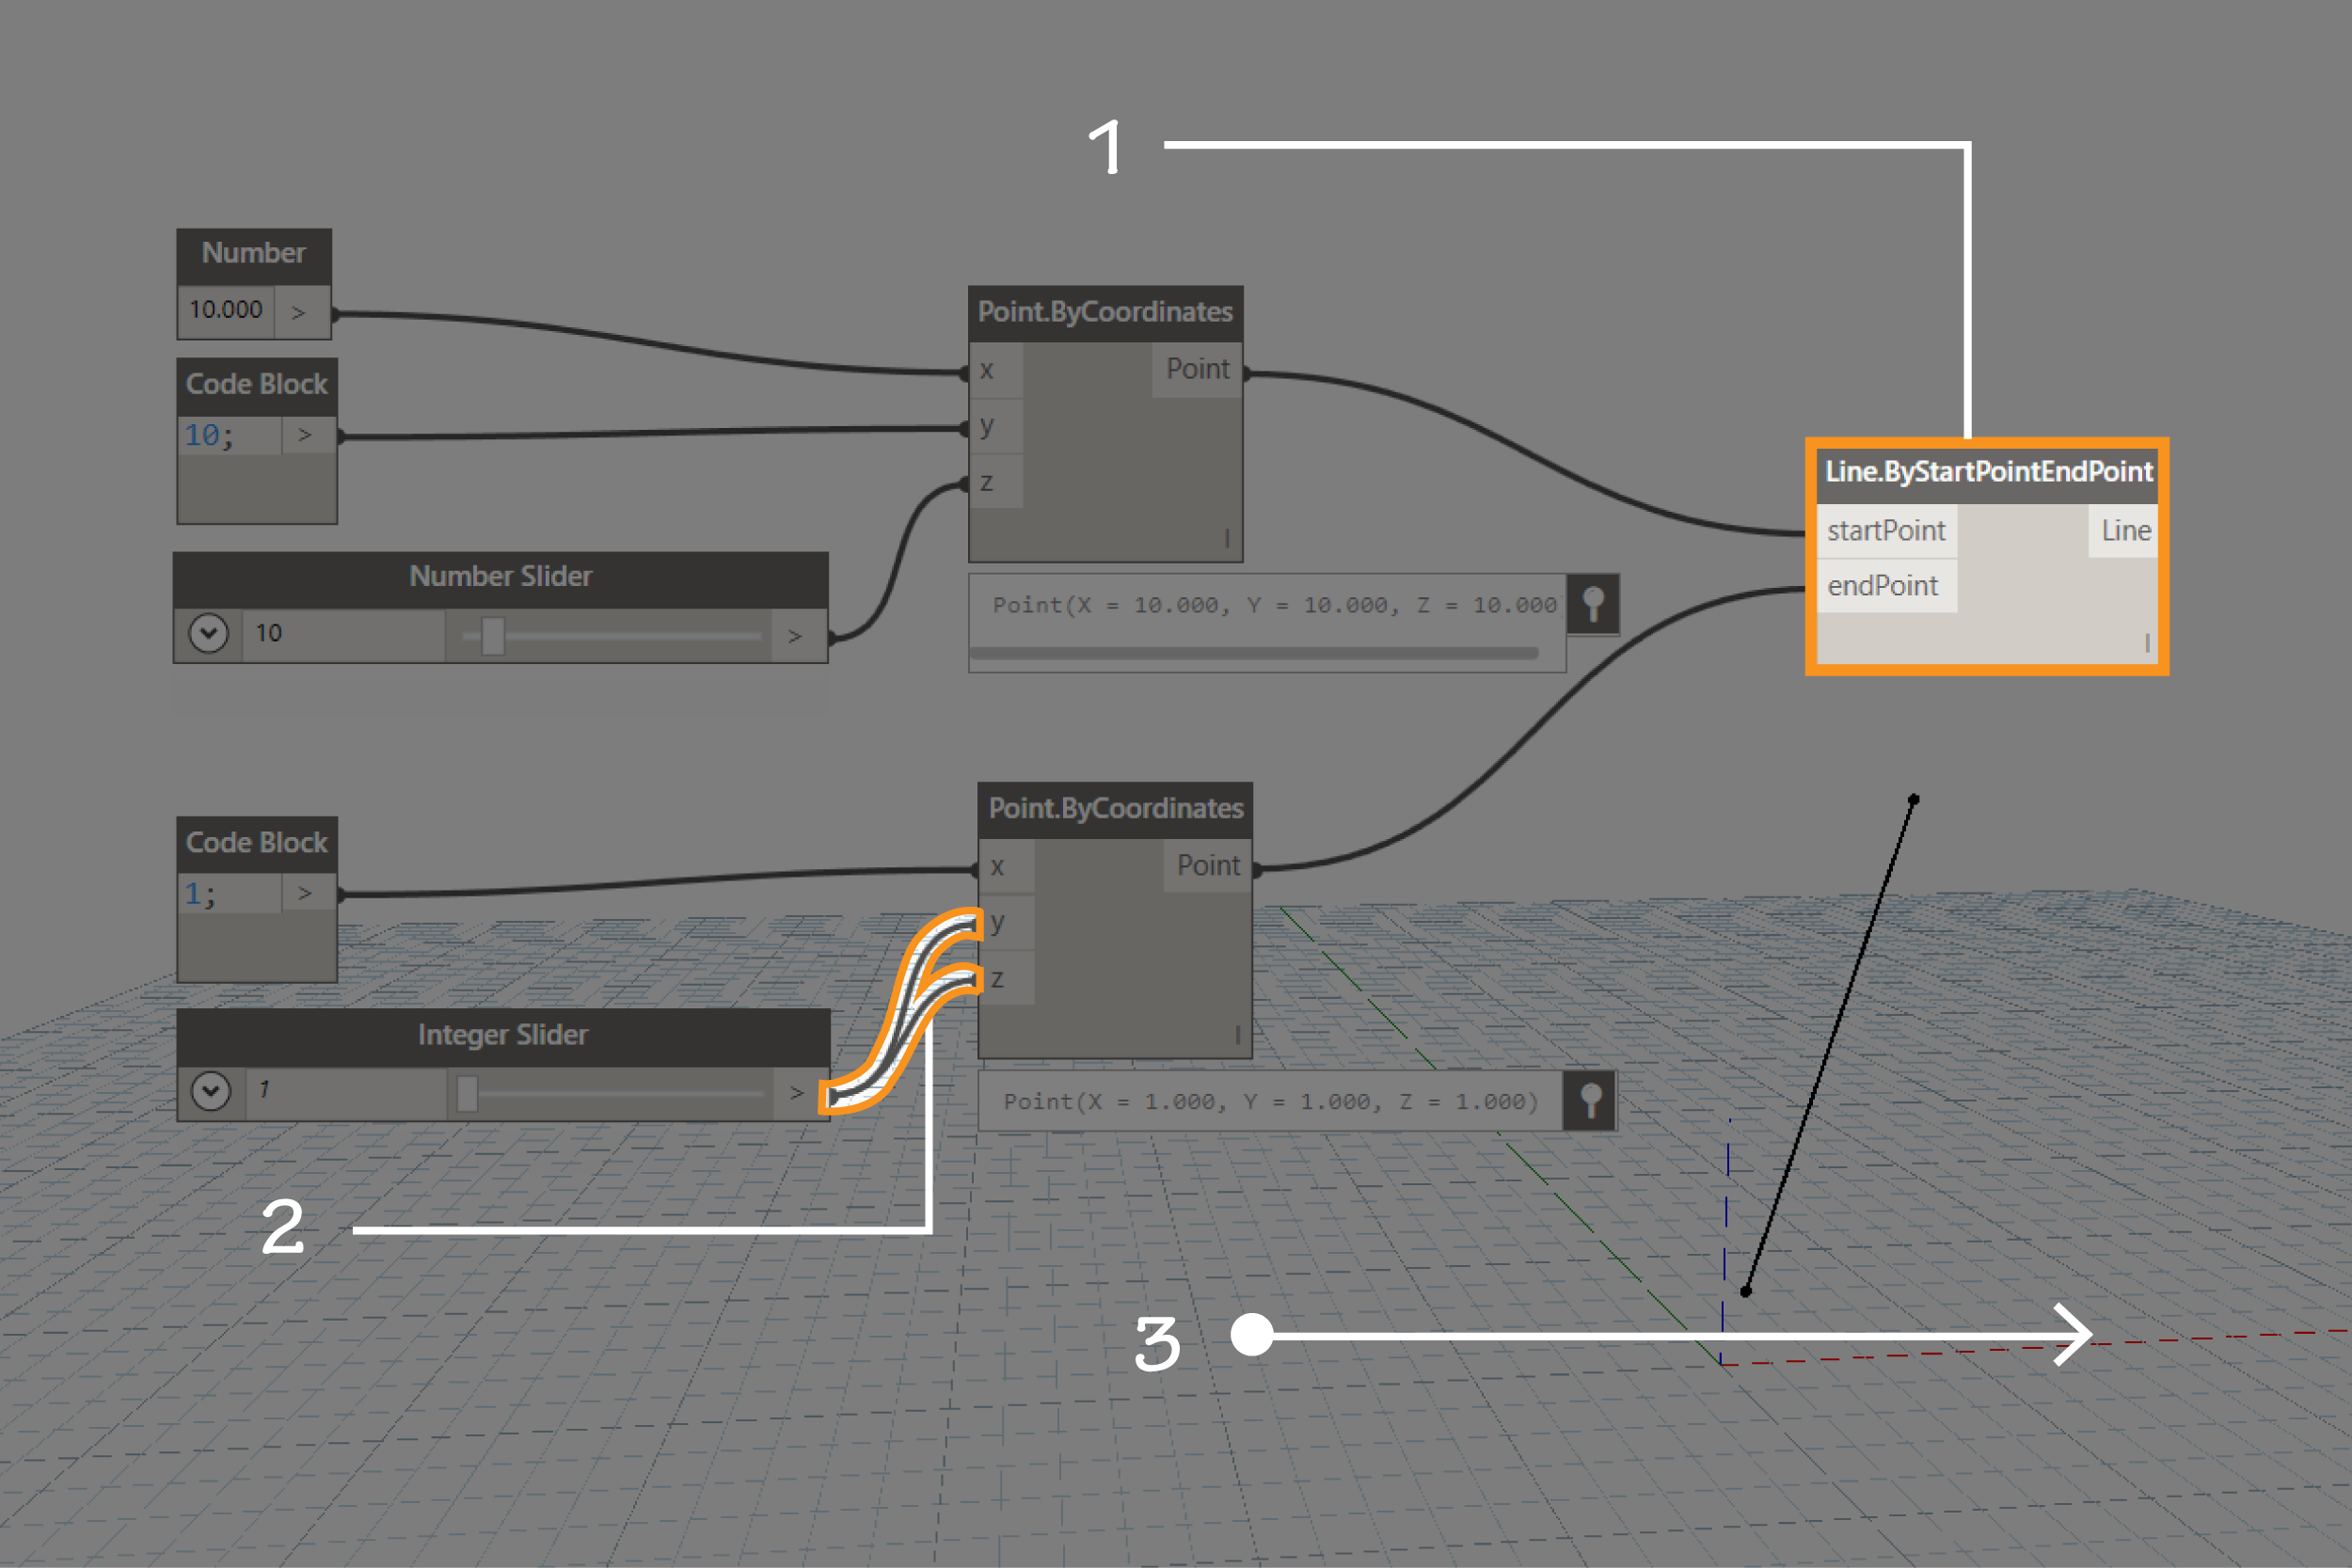 1
Number
10.000 >
Code Block
10; >
Number Slider
10 >
Point.ByCoordinates
x Point
y
z
Point(X = 10.000, Y = 10.000, Z = 10.000
Line.ByStartPointEndPoint
startPoint Line
endPoint
Code Block
1; >
Integer Slider
1 >
Point.ByCoordinates
x Point
y
z
Point(X = 1.000, Y = 1.000, Z = 1.000)
2
3